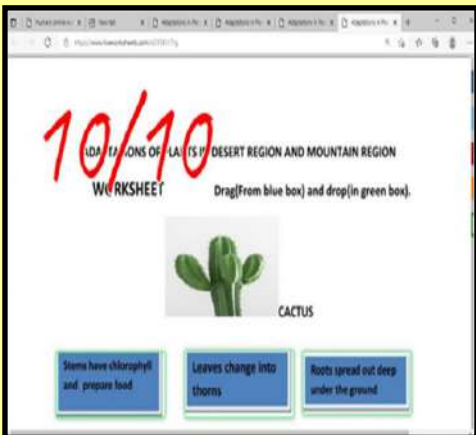 10/10
ADAPTATIONS OF PLANTS IN DESERT REGION AND MOUNTAIN REGION
WORKSHEET Drag(From blue box) and drop(in green box).
CACTUS
Stems have chlorophyll
and prepare food
Leaves change into
thorns
Roots spread out deep
under the ground